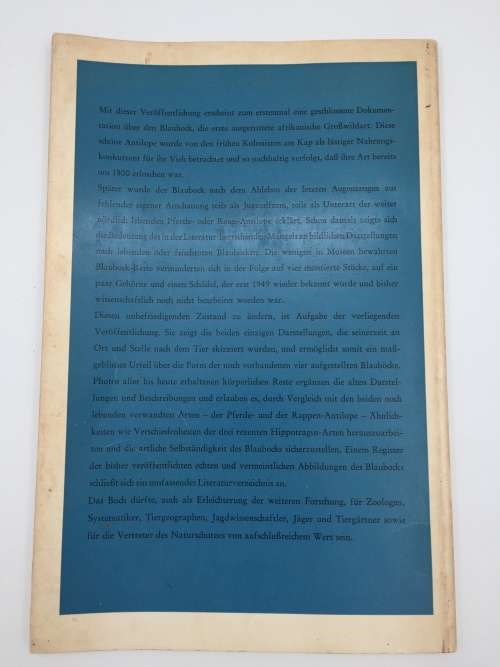 Mit dieser Veröffentlichung erscheint zum erstenmal eine geschlossene Dokumen-
tation über den Blaubock, die erste ausgerottete afrikanische Großwildart. Diese
schöne Antilope wurde von den frühen Kolonisten am Kap als lästiger Nahrungs-
konkurrent für ihr Vieh betrachtet und so nachhaltig verfolgt, daß ihre Art bereits
um 1800 erloschen war.
Später wurde der Blaubock nach dem Ableben der letzten Augenzeugen aus
fehlender eigener Anschauung teils als Jugendform, teils als Unterart der weiter
nördlich lebenden Pferde- oder Roan-Antilope erklärt. Schon damals zeigte sich
die Bedeutung des in der Literatur herrschenden Mangels an bildlichen Darstellungen
nach lebenden oder frischtoten Blauböcken. Die wenigen in Museen bewahrten
Blaubock-Reste verminderten sich in der Folge auf vier montierte Stücke, auf ein
paar Gehörne und einen Schädel, der erst 1949 wieder bekannt wurde und bisher
wissenschaftlich noch nicht bearbeitet worden war.
Diesen unbefriedigenden Zustand zu ändern, ist Aufgabe der vorliegenden
Veröffentlichung. Sie zeigt die beiden einzigen Darstellungen, die seinerzeit an
Ort und Stelle nach dem Tier skizziert wurden, und ermöglicht somit ein maß-
gebliches Urteil über die Form der noch vorhandenen vier aufgestellten Blauböcke.
Photos aller bis heute erhaltenen körperlichen Reste ergänzen die alten Darstel-
lungen und Beschreibungen und erlauben es, durch Vergleich mit den beiden noch
lebenden verwandten Arten – der Pferde- und der Rappen-Antilope – Ähnlich-
keiten wie Verschiedenheiten der drei rezenten Hippotragus-Arten herauszuarbei-
ten und die artliche Selbständigkeit des Blaubocks sicherzustellen. Einem Register
der bisher veröffentlichten echten und vermeintlichen Abbildungen des Blaubocks
schließt sich ein umfassendes Literaturverzeichnis an.
Das Buch dürfte, auch als Erleichterung der weiteren Forschung, für Zoologen,
Systematiker, Tiergeographen, Jagdwissenschaftler, Jäger und Tiergärtner sowie
für die Vertreter des Naturschutzes von aufschlußreichem Wert sein.